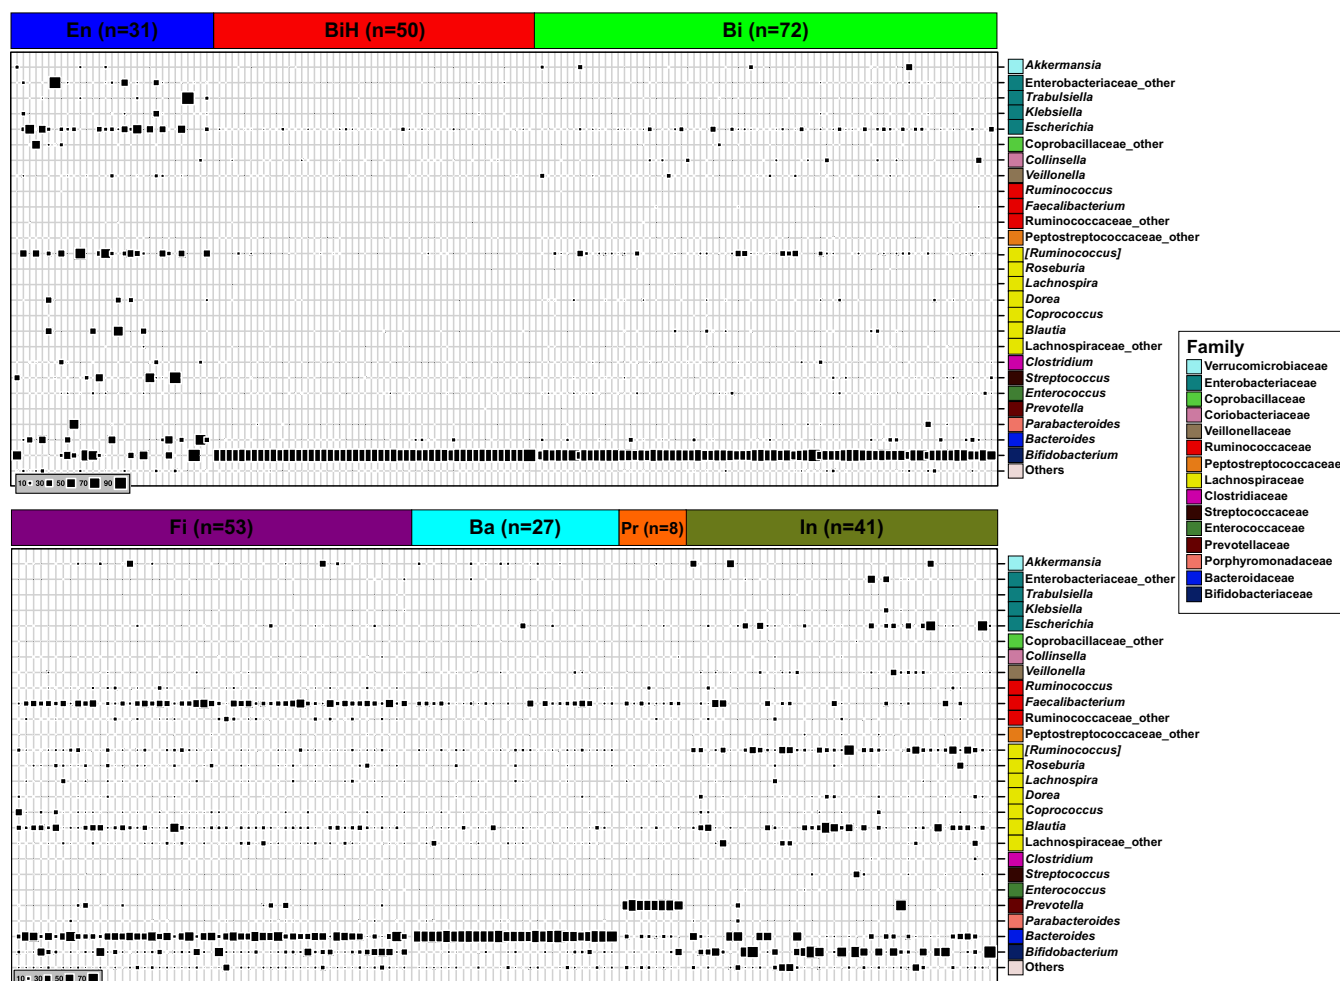 En (n=31) BiH (n=50) Bi (n=72)
Akkermansia
Enterobacteriaceae_other
Trabulsiella
Klebsiella
Escherichia
Coprobacillaceae_other
Collinsella
Veillonella
Ruminococcus
Faecalibacterium
Ruminococcaceae_other
Peptostreptococcaceae_other
[Ruminococcus]
Roseburia
Lachnospira
Dorea
Coprococcus
Blautia
Lachnospiraceae_other
Clostridium
Streptococcus
Enterococcus
Prevotella
Parabacteroides
Bacteroides
Bifidobacterium
Others
10 30 50 70 90
Family
Verrucomicrobiaceae
Enterobacteriaceae
Coprobacillaceae
Coriobacteriaceae
Veillonellaceae
Ruminococcaceae
Peptostreptococcaceae
Lachnospiraceae
Clostridiaceae
Streptococcaceae
Enterococcaceae
Prevotellaceae
Porphyromonadaceae
Bacteroidaceae
Bifidobacteriaceae
Fi (n=53) Ba (n=27) Pr (n=8) In (n=41)
Akkermansia
Enterobacteriaceae_other
Trabulsiella
Klebsiella
Escherichia
Coprobacillaceae_other
Collinsella
Veillonella
Ruminococcus
Faecalibacterium
Ruminococcaceae_other
Peptostreptococcaceae_other
[Ruminococcus]
Roseburia
Lachnospira
Dorea
Coprococcus
Blautia
Lachnospiraceae_other
Clostridium
Streptococcus
Enterococcus
Prevotella
Parabacteroides
Bacteroides
Bifidobacterium
Others
10 30 50 70